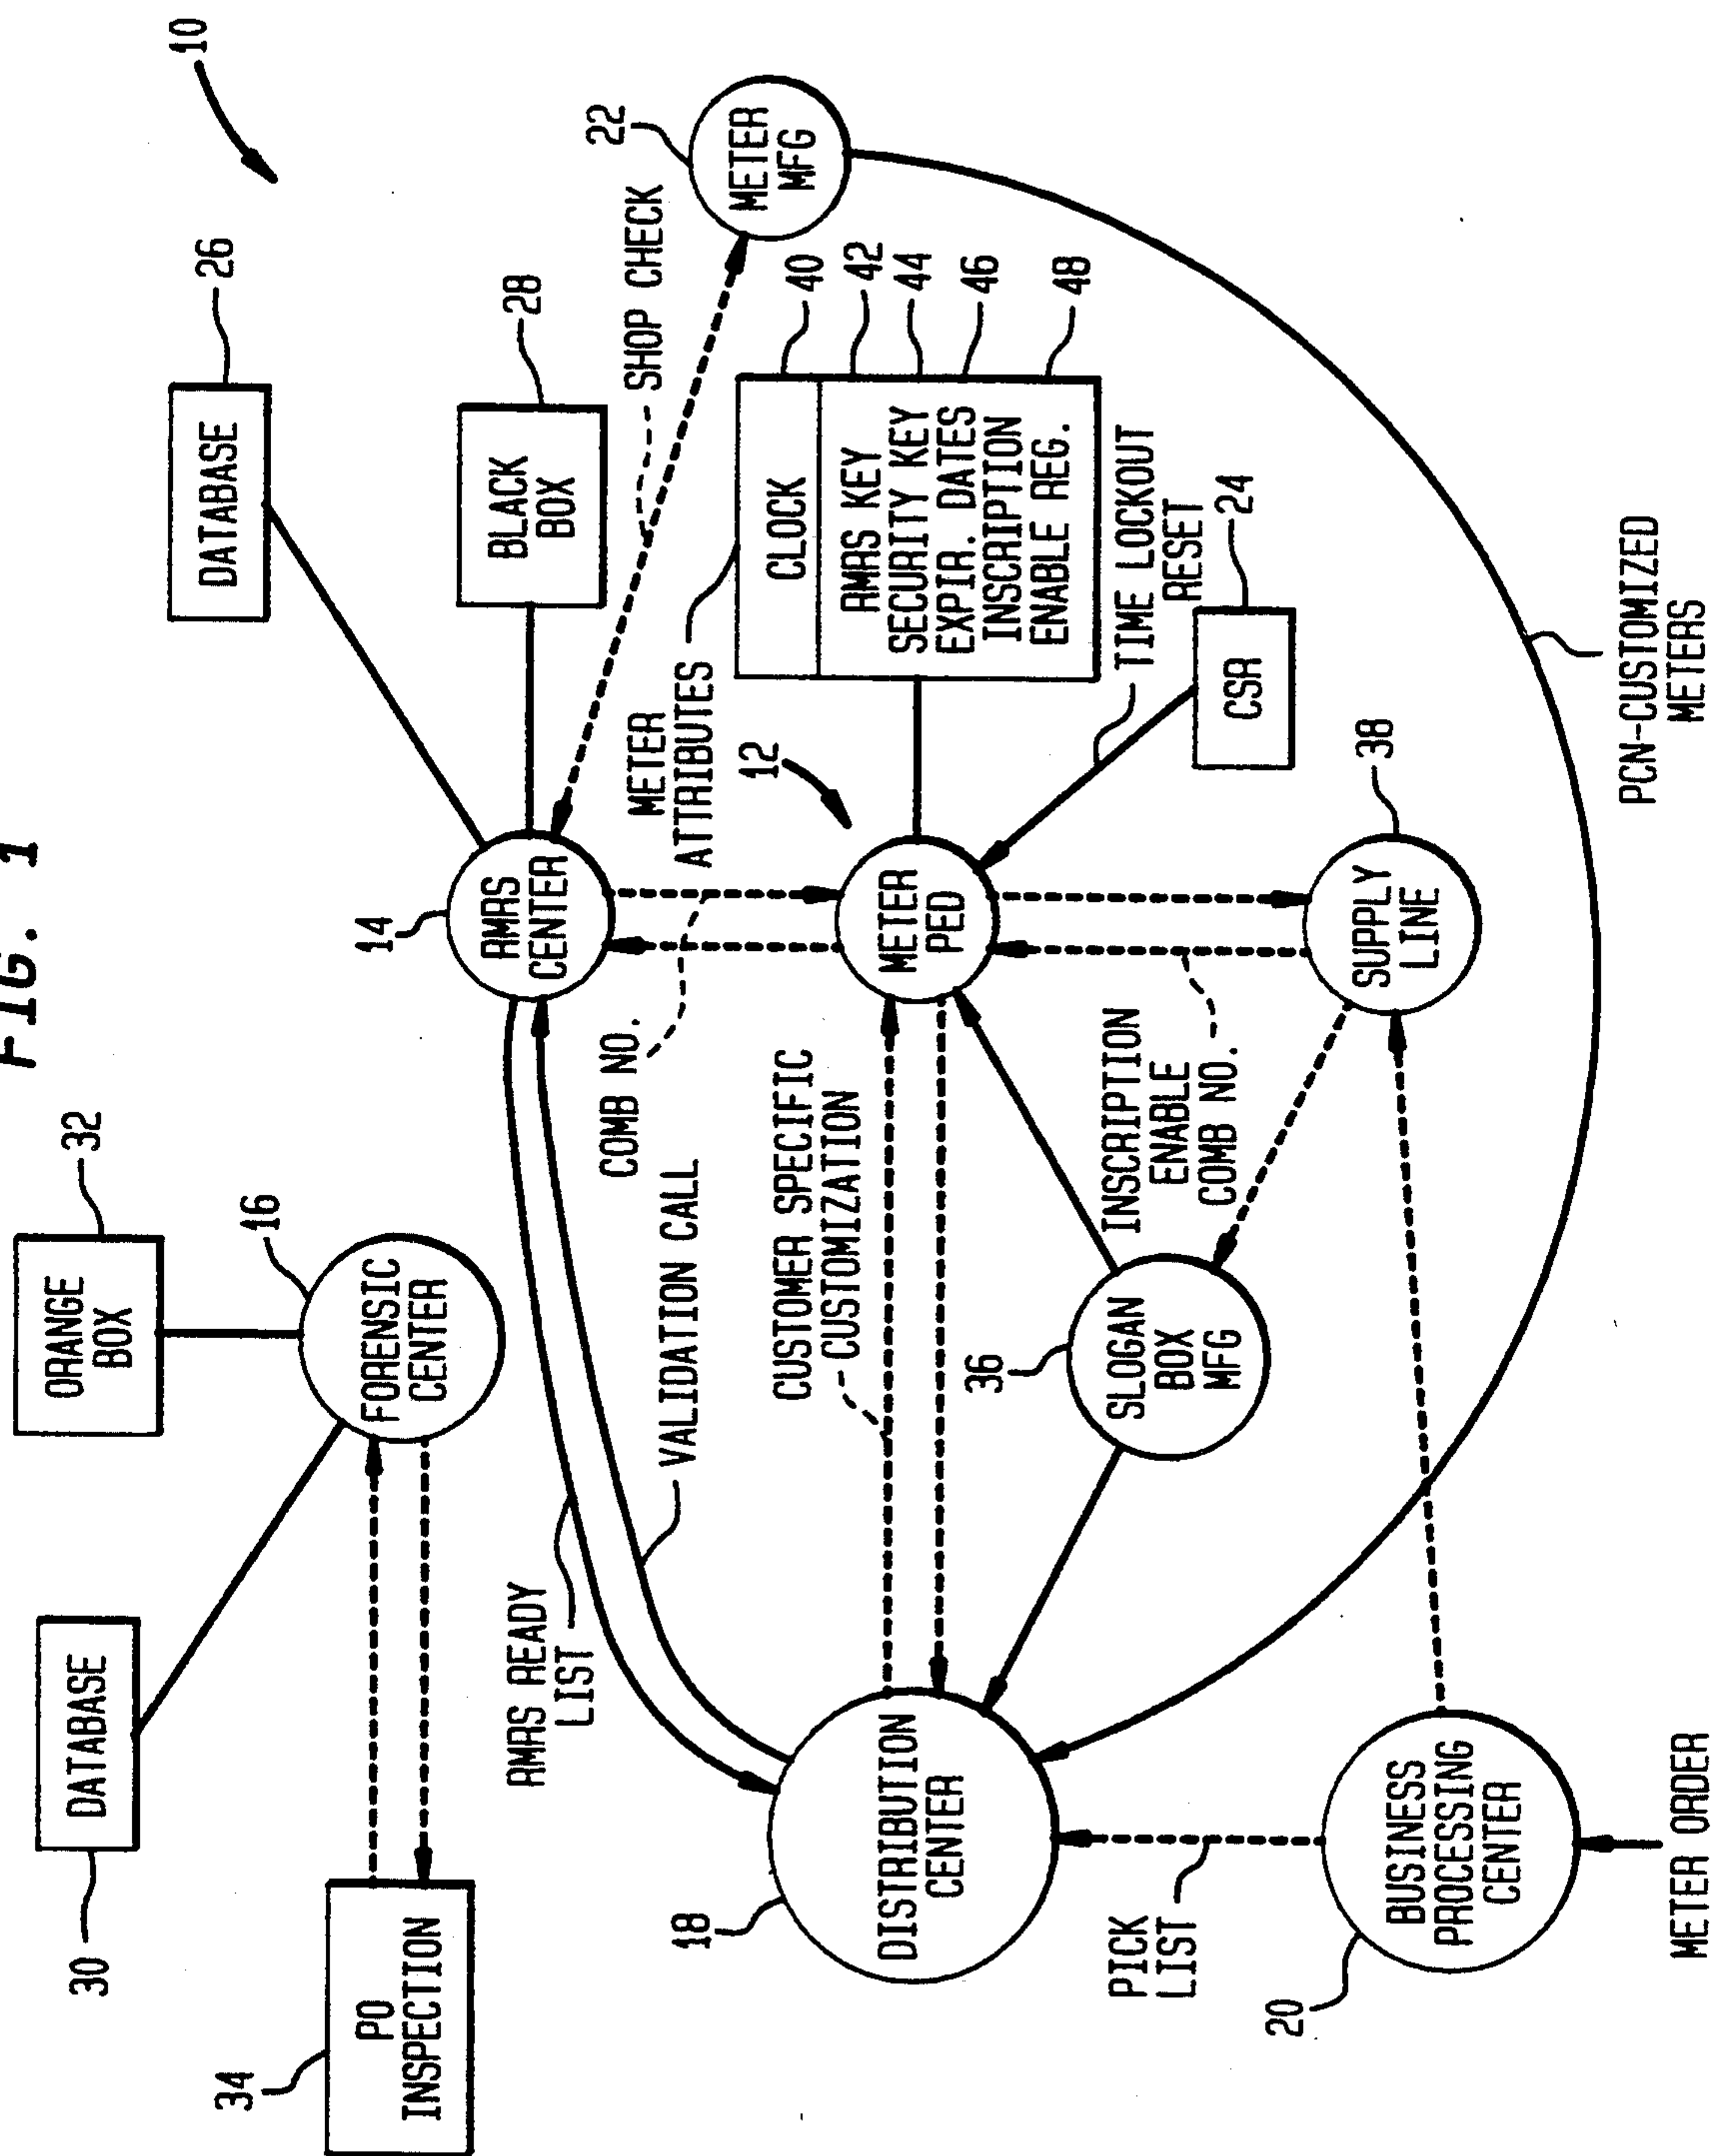 FIG. 1
10
DATABASE
30
ORANGE
BOX
32
DATABASE
26
34
PO
INSPECTION
16
FORENSIC
CENTER
14
RMRS
CENTER
BLACK
BOX
28
RMRS READY
LIST
VALIDATION CALL
COMB NO.
METER
ATTRIBUTES
SHOP CHECK
22
METER
MFG
18
DISTRIBUTION
CENTER
CUSTOMER SPECIFIC
CUSTOMIZATION
12
METER
PED
CLOCK
RMRS KEY
SECURITY KEY
EXPIR. DATES
INSCRIPTION
ENABLE REG.
40
42
44
46
48
36
SLOGAN
BOX
MFG
INSCRIPTION
ENABLE
COMB NO.
TIME LOCKOUT
RESET
CSR
24
PICK
LIST
20
BUSINESS
PROCESSING
CENTER
SUPPLY
LINE
38
METER ORDER
PCN-CUSTOMIZED
METERS